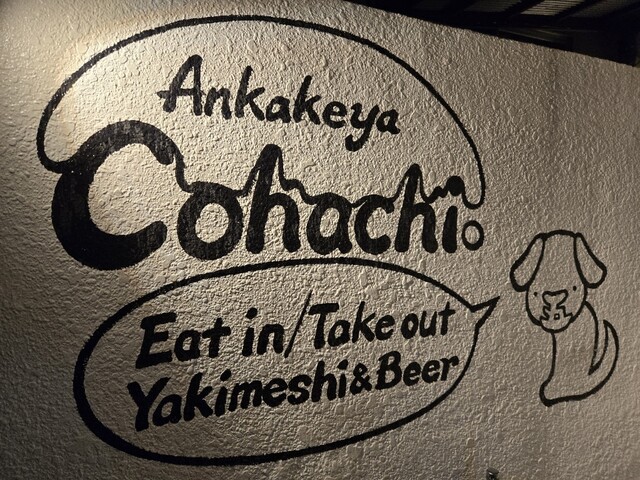 Ankakeya
Cohachi。
Eat in/Take out
Yakimeshi&Beer